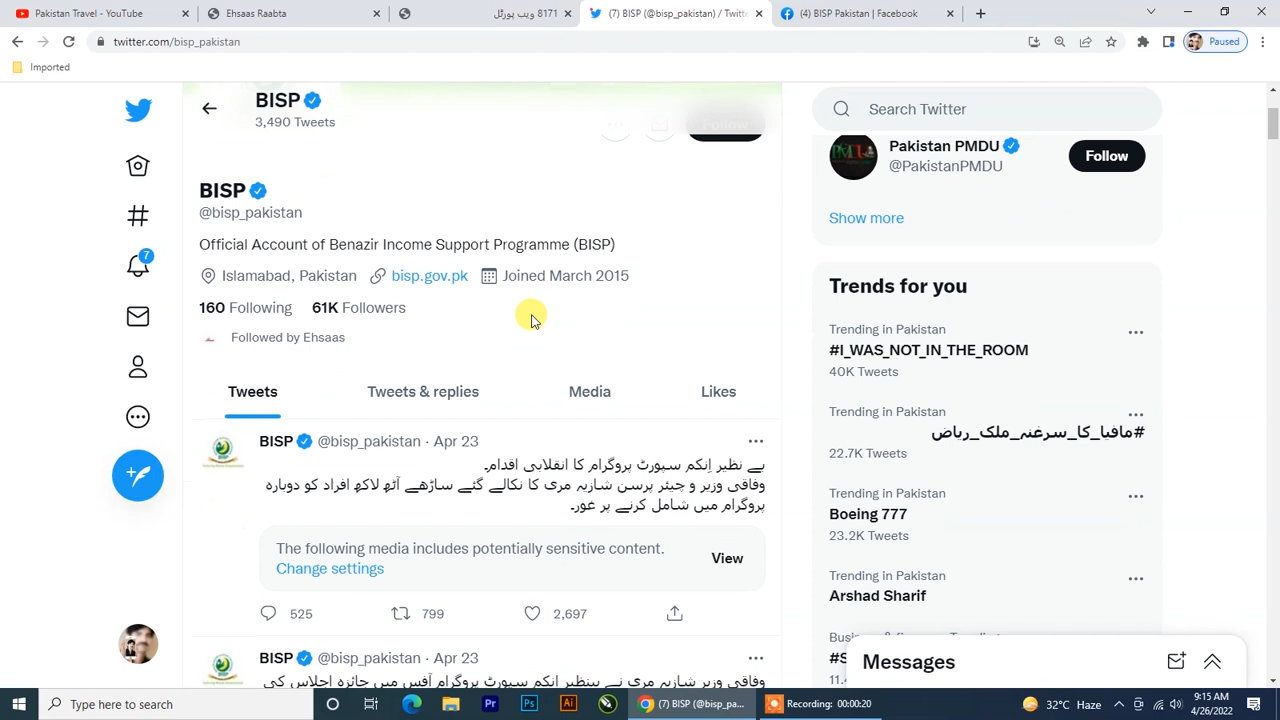 Pakistan Travel - YouTube
Ehsaas Raabta
8171 ویب پورٹل
(7) BISP (@bisp_pakistan) / Twitte
(4) BISP Pakistan | Facebook
twitter.com/bisp_pakistan
Paused
Imported
BISP
3,490 Tweets
Follow
BISP
@bisp_pakistan
Official Account of Benazir Income Support Programme (BISP)
Islamabad, Pakistan bisp.gov.pk Joined March 2015
160 Following 61K Followers
Followed by Ehsaas
Tweets Tweets & replies Media Likes
BISP @bisp_pakistan · Apr 23
بے نظیر اِنکم سپورٹ پروگرام کا انقلابی اقدام۔
وفاقی وزیر و چیئر پرسن شازیہ مری کا نکالے گئے ساڑھے آٹھ لاکھ افراد کو دوبارہ
پروگرام میں شامل کرنے پر غور۔
The following media includes potentially sensitive content.
Change settings
View
525 799 2,697
BISP @bisp_pakistan · Apr 23
وفاقی وزیر شازیہ مری نے بینظیر انکم سپورٹ پروگرام آفس میں جائزہ اجلاس کی
Search Twitter
Pakistan PMDU
@PakistanPMDU
Follow
Show more
Trends for you
Trending in Pakistan
#I_WAS_NOT_IN_THE_ROOM
40K Tweets
Trending in Pakistan
#مافیا_کا_سرغنہ_ملک_ریاض
22.7K Tweets
Trending in Pakistan
Boeing 777
23.2K Tweets
Trending in Pakistan
Arshad Sharif
Messages
7
Type here to search
(7) BISP (@bisp_pa...
Recording: 00:00:20
32°C Haze
9:15 AM
4/26/2022